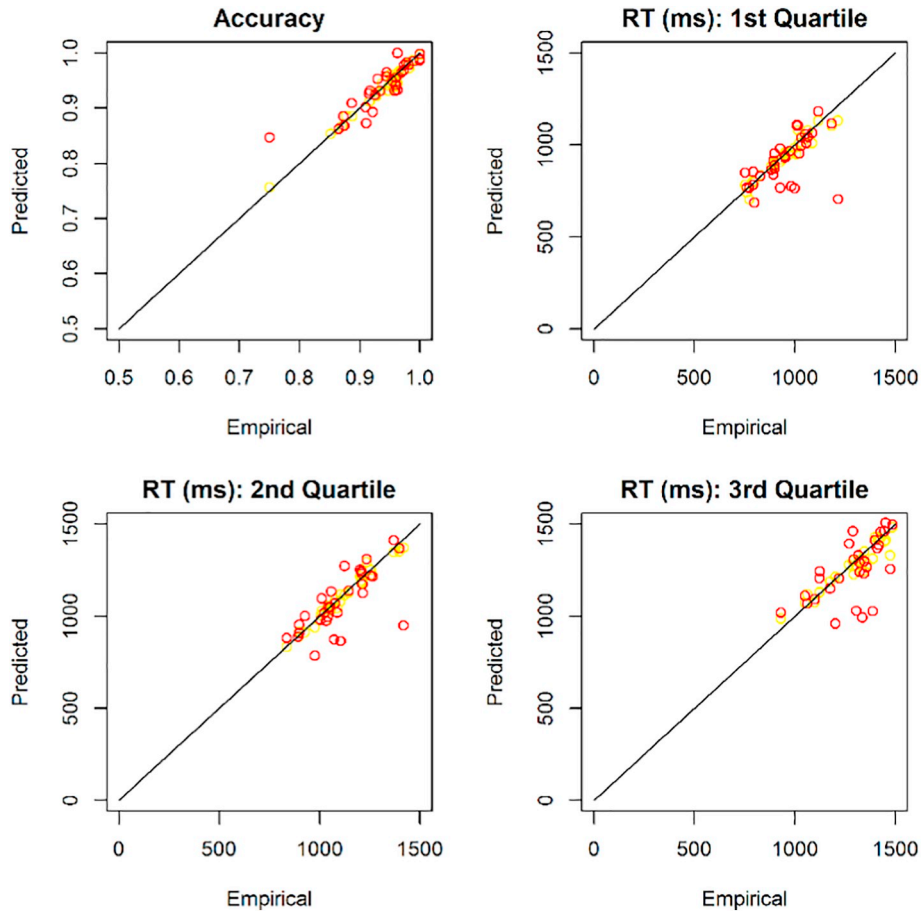 Accuracy
1.0
0.9
0.8
0.7
0.6
0.5
Predicted
0.5 0.6 0.7 0.8 0.9 1.0
Empirical
RT (ms): 1st Quartile
1500
1000
500
0
Predicted
0 500 1000 1500
Empirical
RT (ms): 2nd Quartile
1500
1000
500
0
Predicted
0 500 1000 1500
Empirical
RT (ms): 3rd Quartile
1500
1000
500
0
Predicted
0 500 1000 1500
Empirical